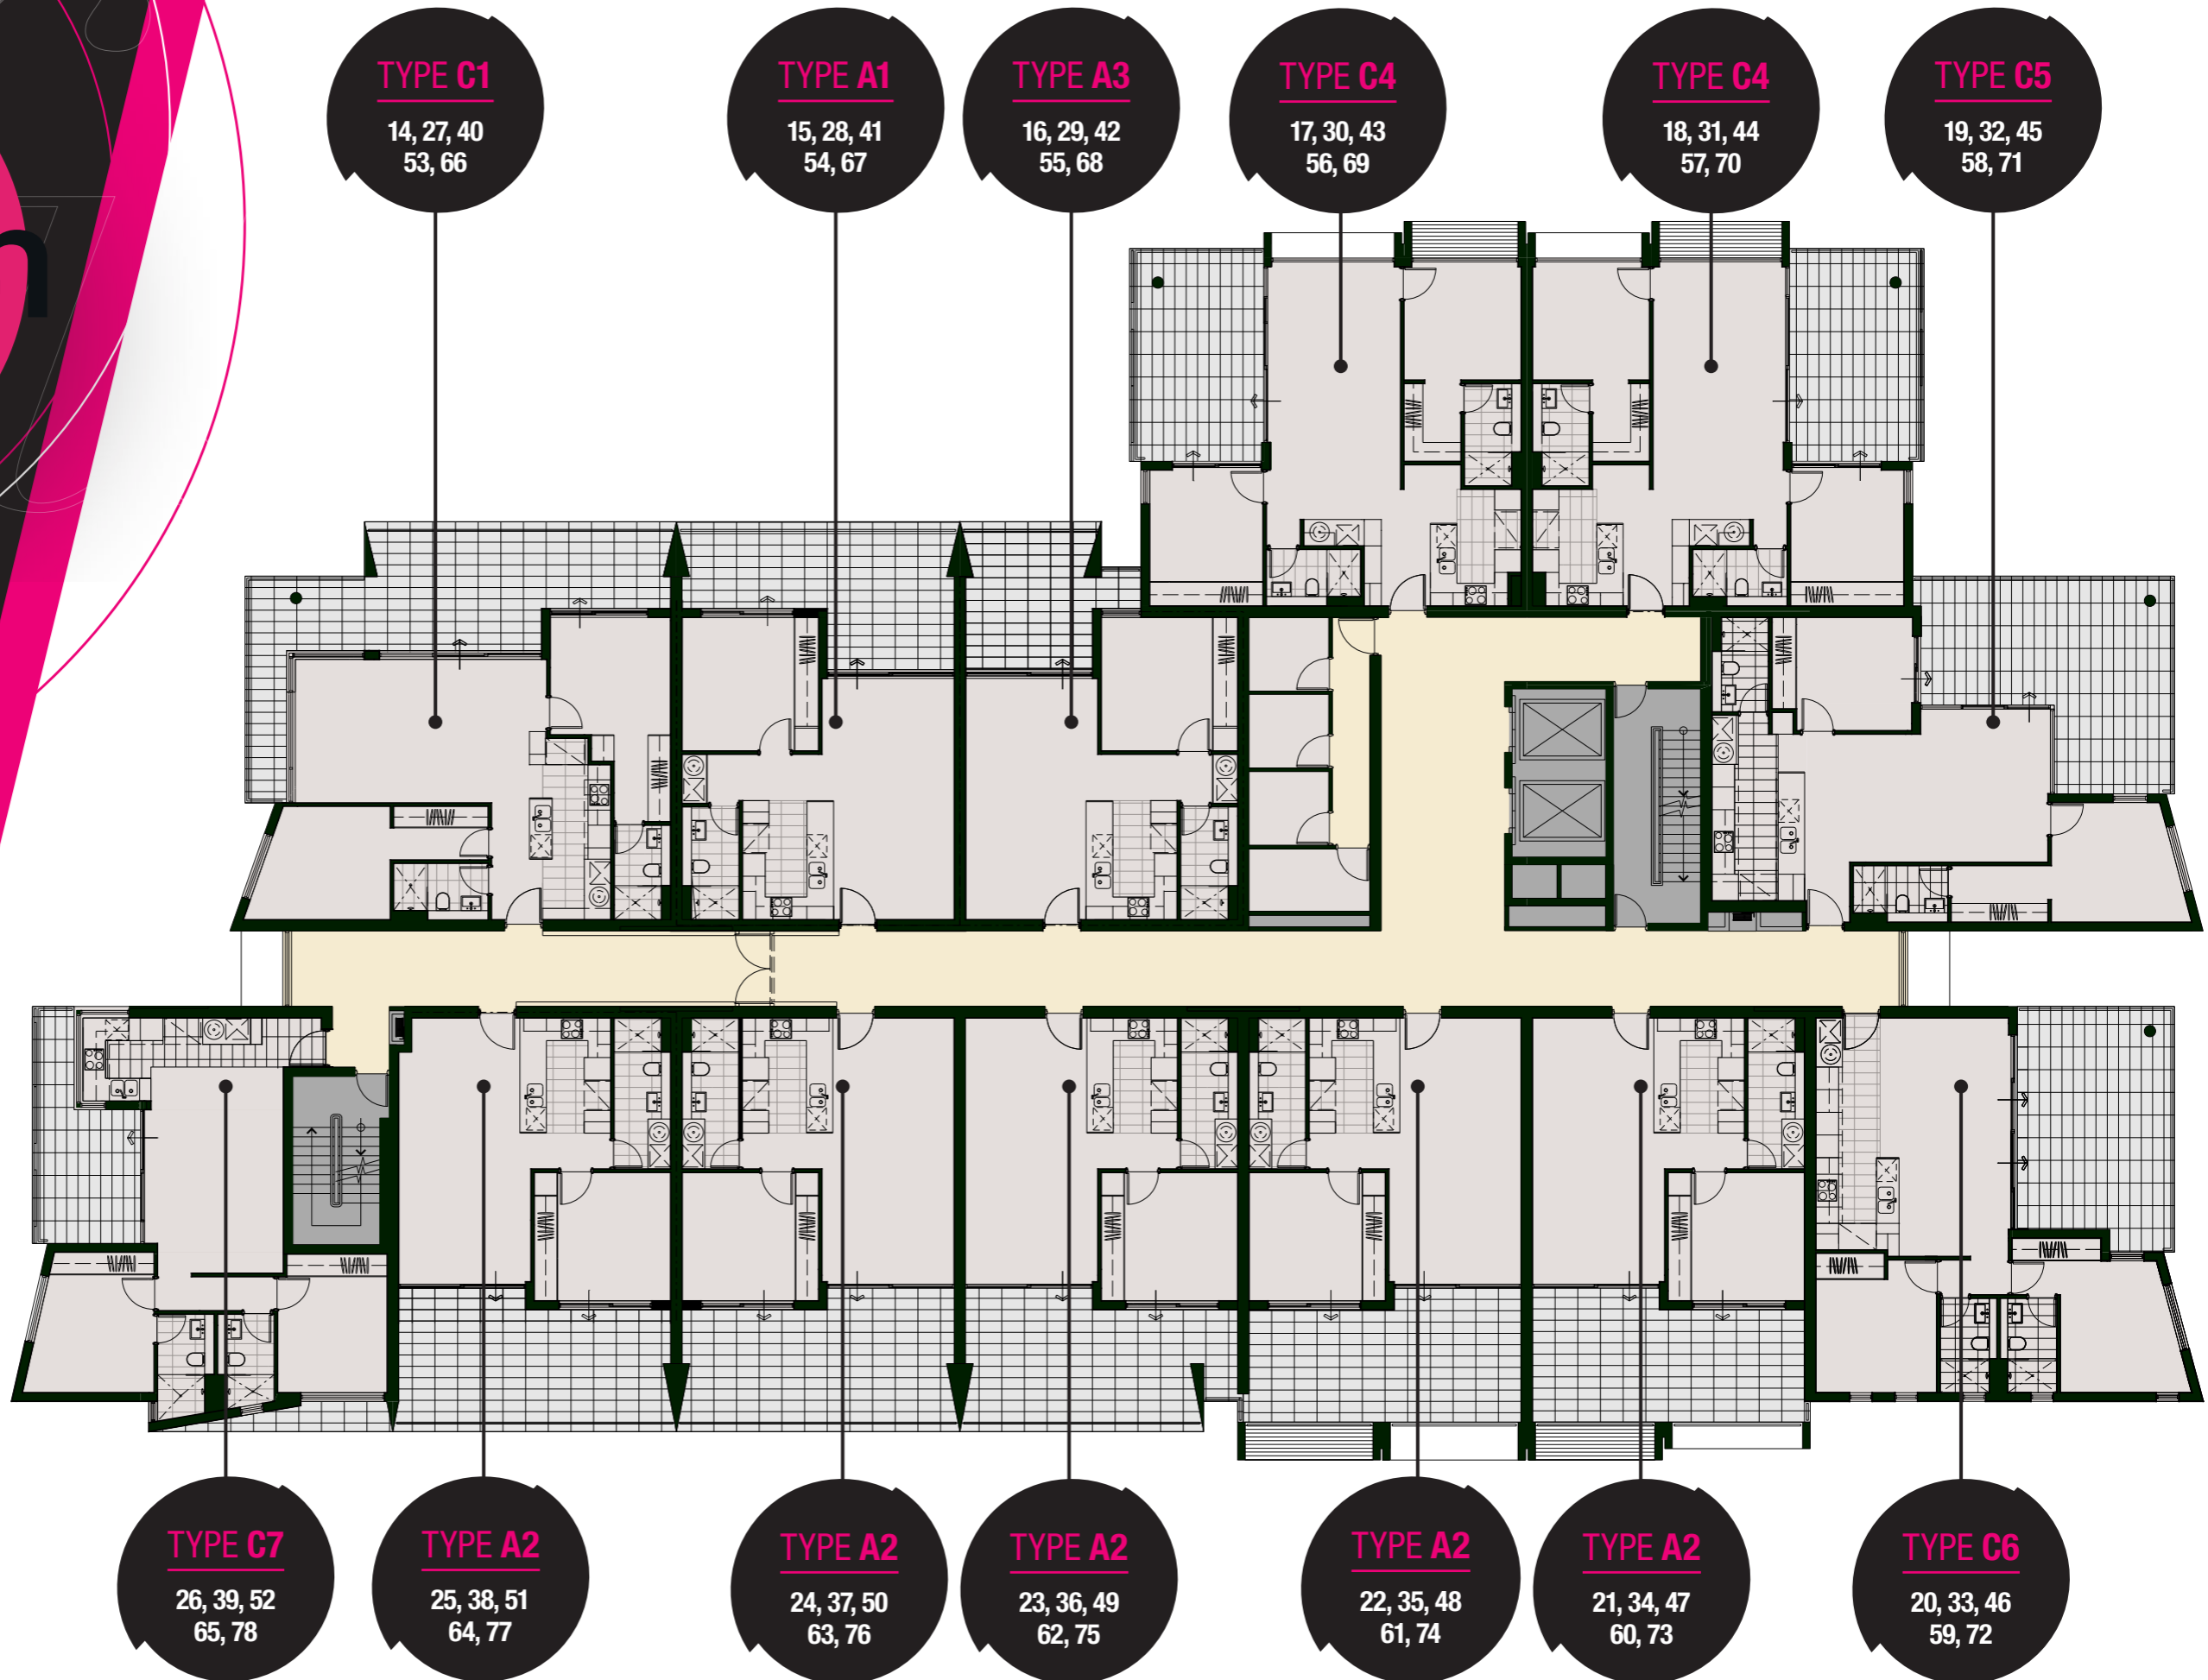 TYPE C1
14, 27, 40
53, 66
TYPE A1
15, 28, 41
54, 67
TYPE A3
16, 29, 42
55, 68
TYPE C4
17, 30, 43
56, 69
TYPE C4
18, 31, 44
57, 70
TYPE C5
19, 32, 45
58, 71
n
TYPE C7
26, 39, 52
65, 78
TYPE A2
25, 38, 51
64, 77
TYPE A2
24, 37, 50
63, 76
TYPE A2
23, 36, 49
62, 75
TYPE A2
22, 35, 48
61, 74
TYPE A2
21, 34, 47
60, 73
TYPE C6
20, 33, 46
59, 72